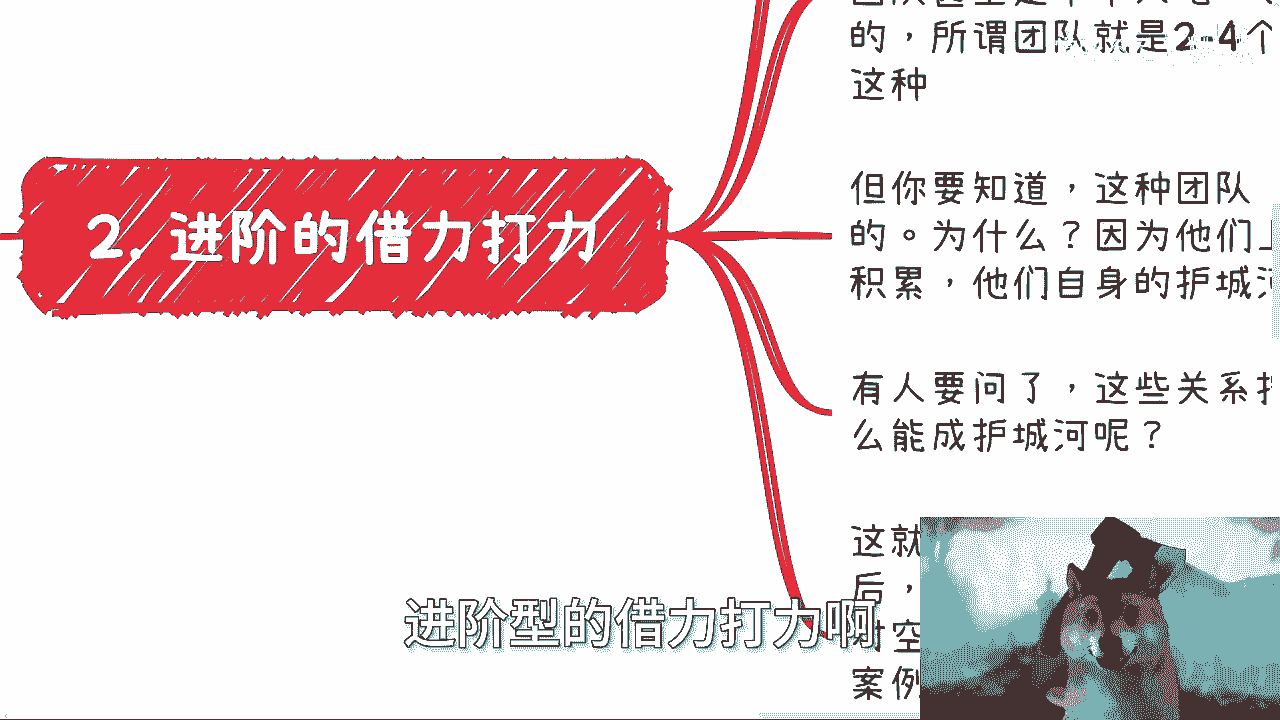 的，所谓团队就是2-4个
这种
2. 进阶的借力打力
但你要知道，这种团队
的。为什么？因为他们
积累，他们自身的护城
有人要问了，这些关系
么能成护城河呢？
这就
后，
时空
案例
进阶型的借力打力啊